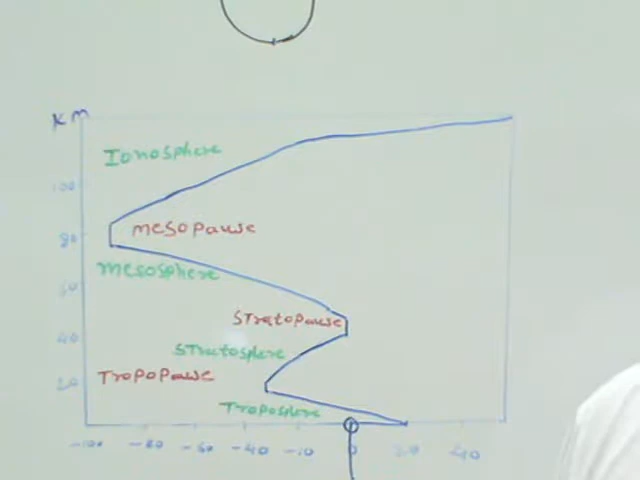 KM
Ionosphere
100
mesopause
80
mesosphere
60
Stratopause
40
Stratosphere
Tropopause
20
Troposphere
-100 -80 -60 -40 -10 0 20 40